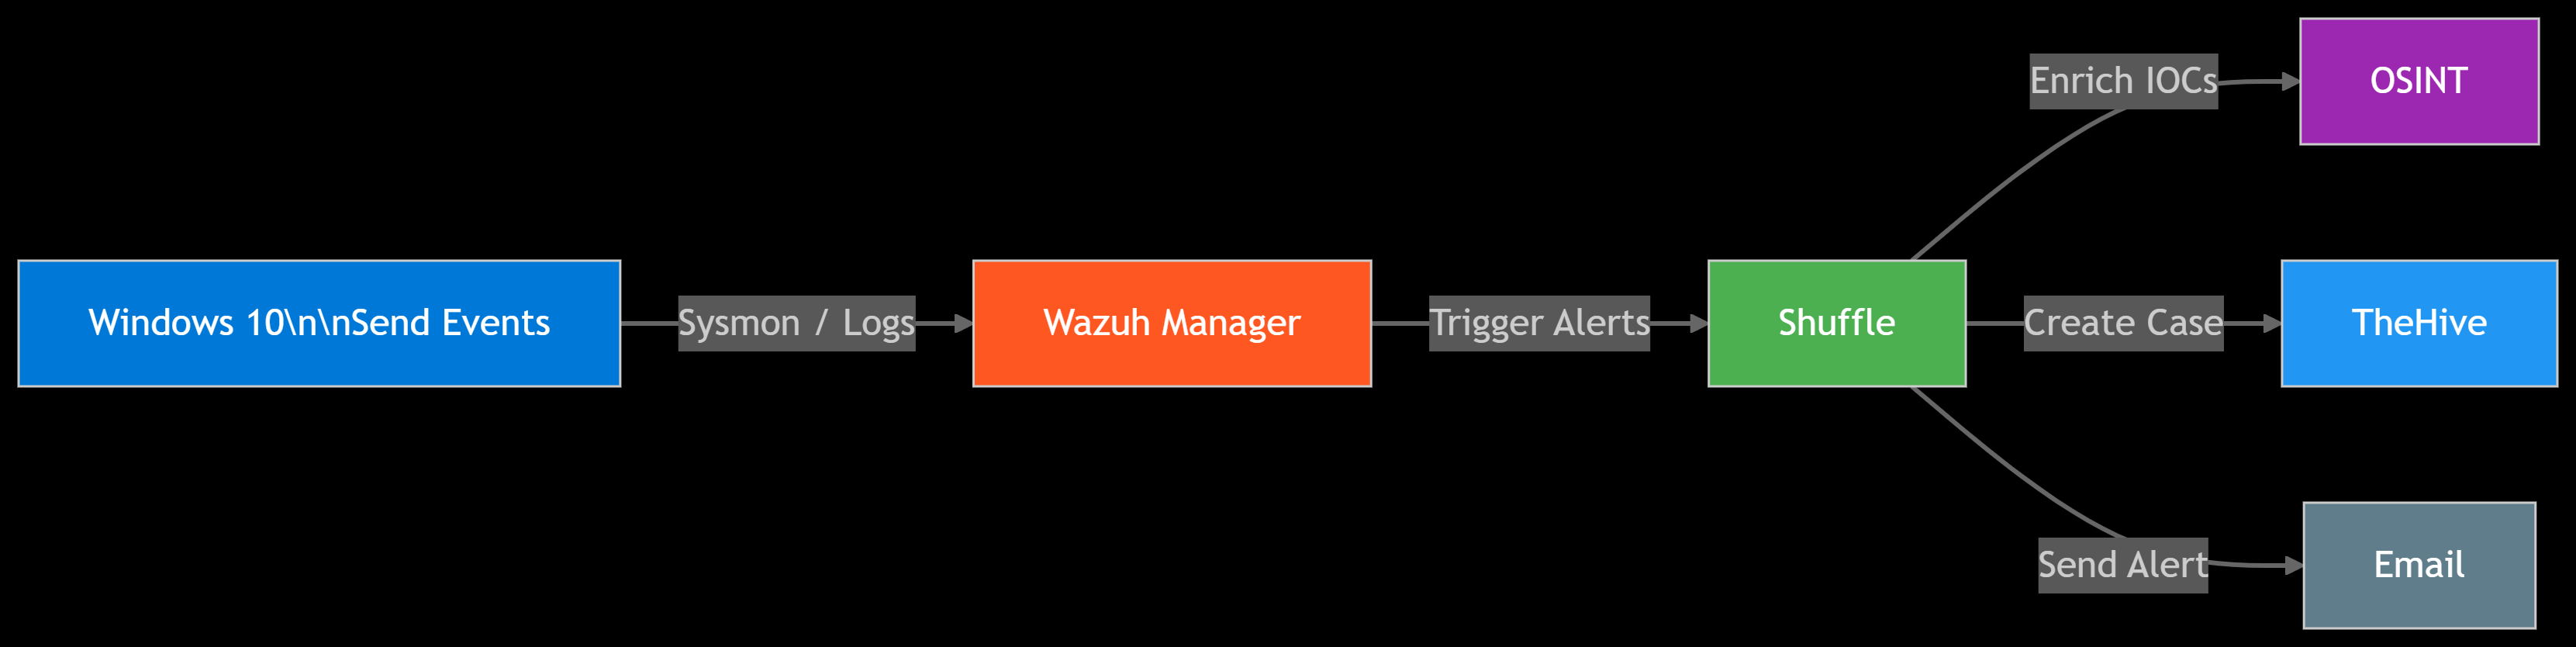 Enrich IOCs
OSINT
Windows 10\n\nSend Events
Sysmon / Logs
Wazuh Manager
Trigger Alerts
Shuffle
Create Case
TheHive
Send Alert
Email